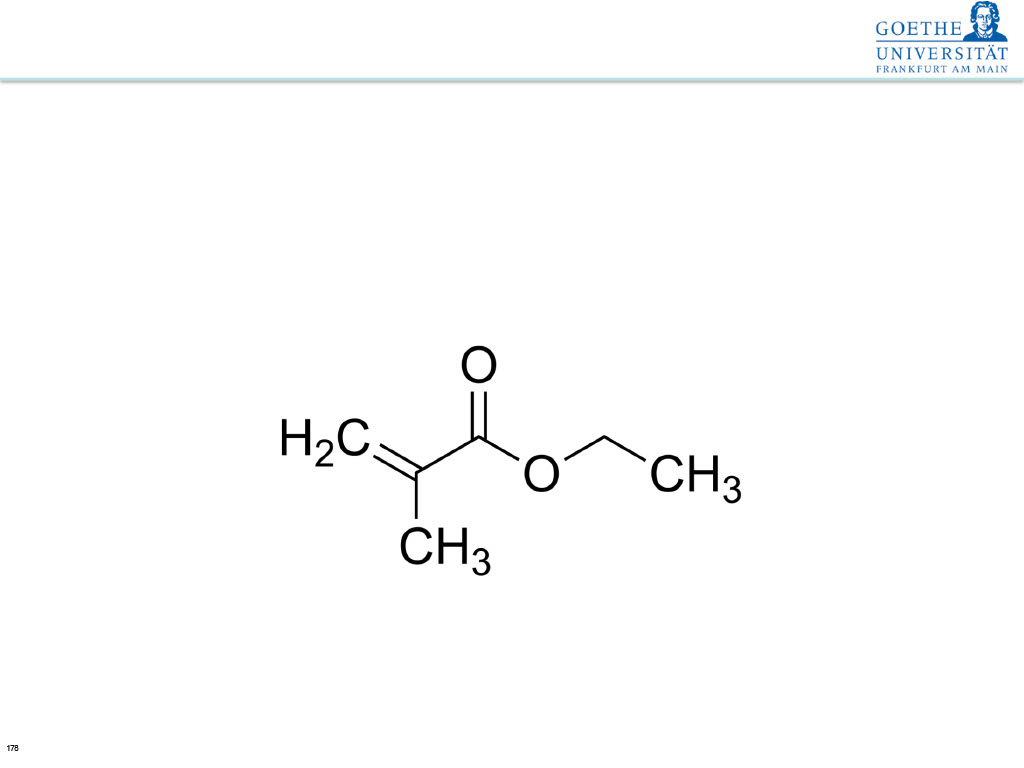 GOETHE
UNIVERSITÄT
FRANKFURT AM MAIN
O
H2C
O
CH3
CH3
178